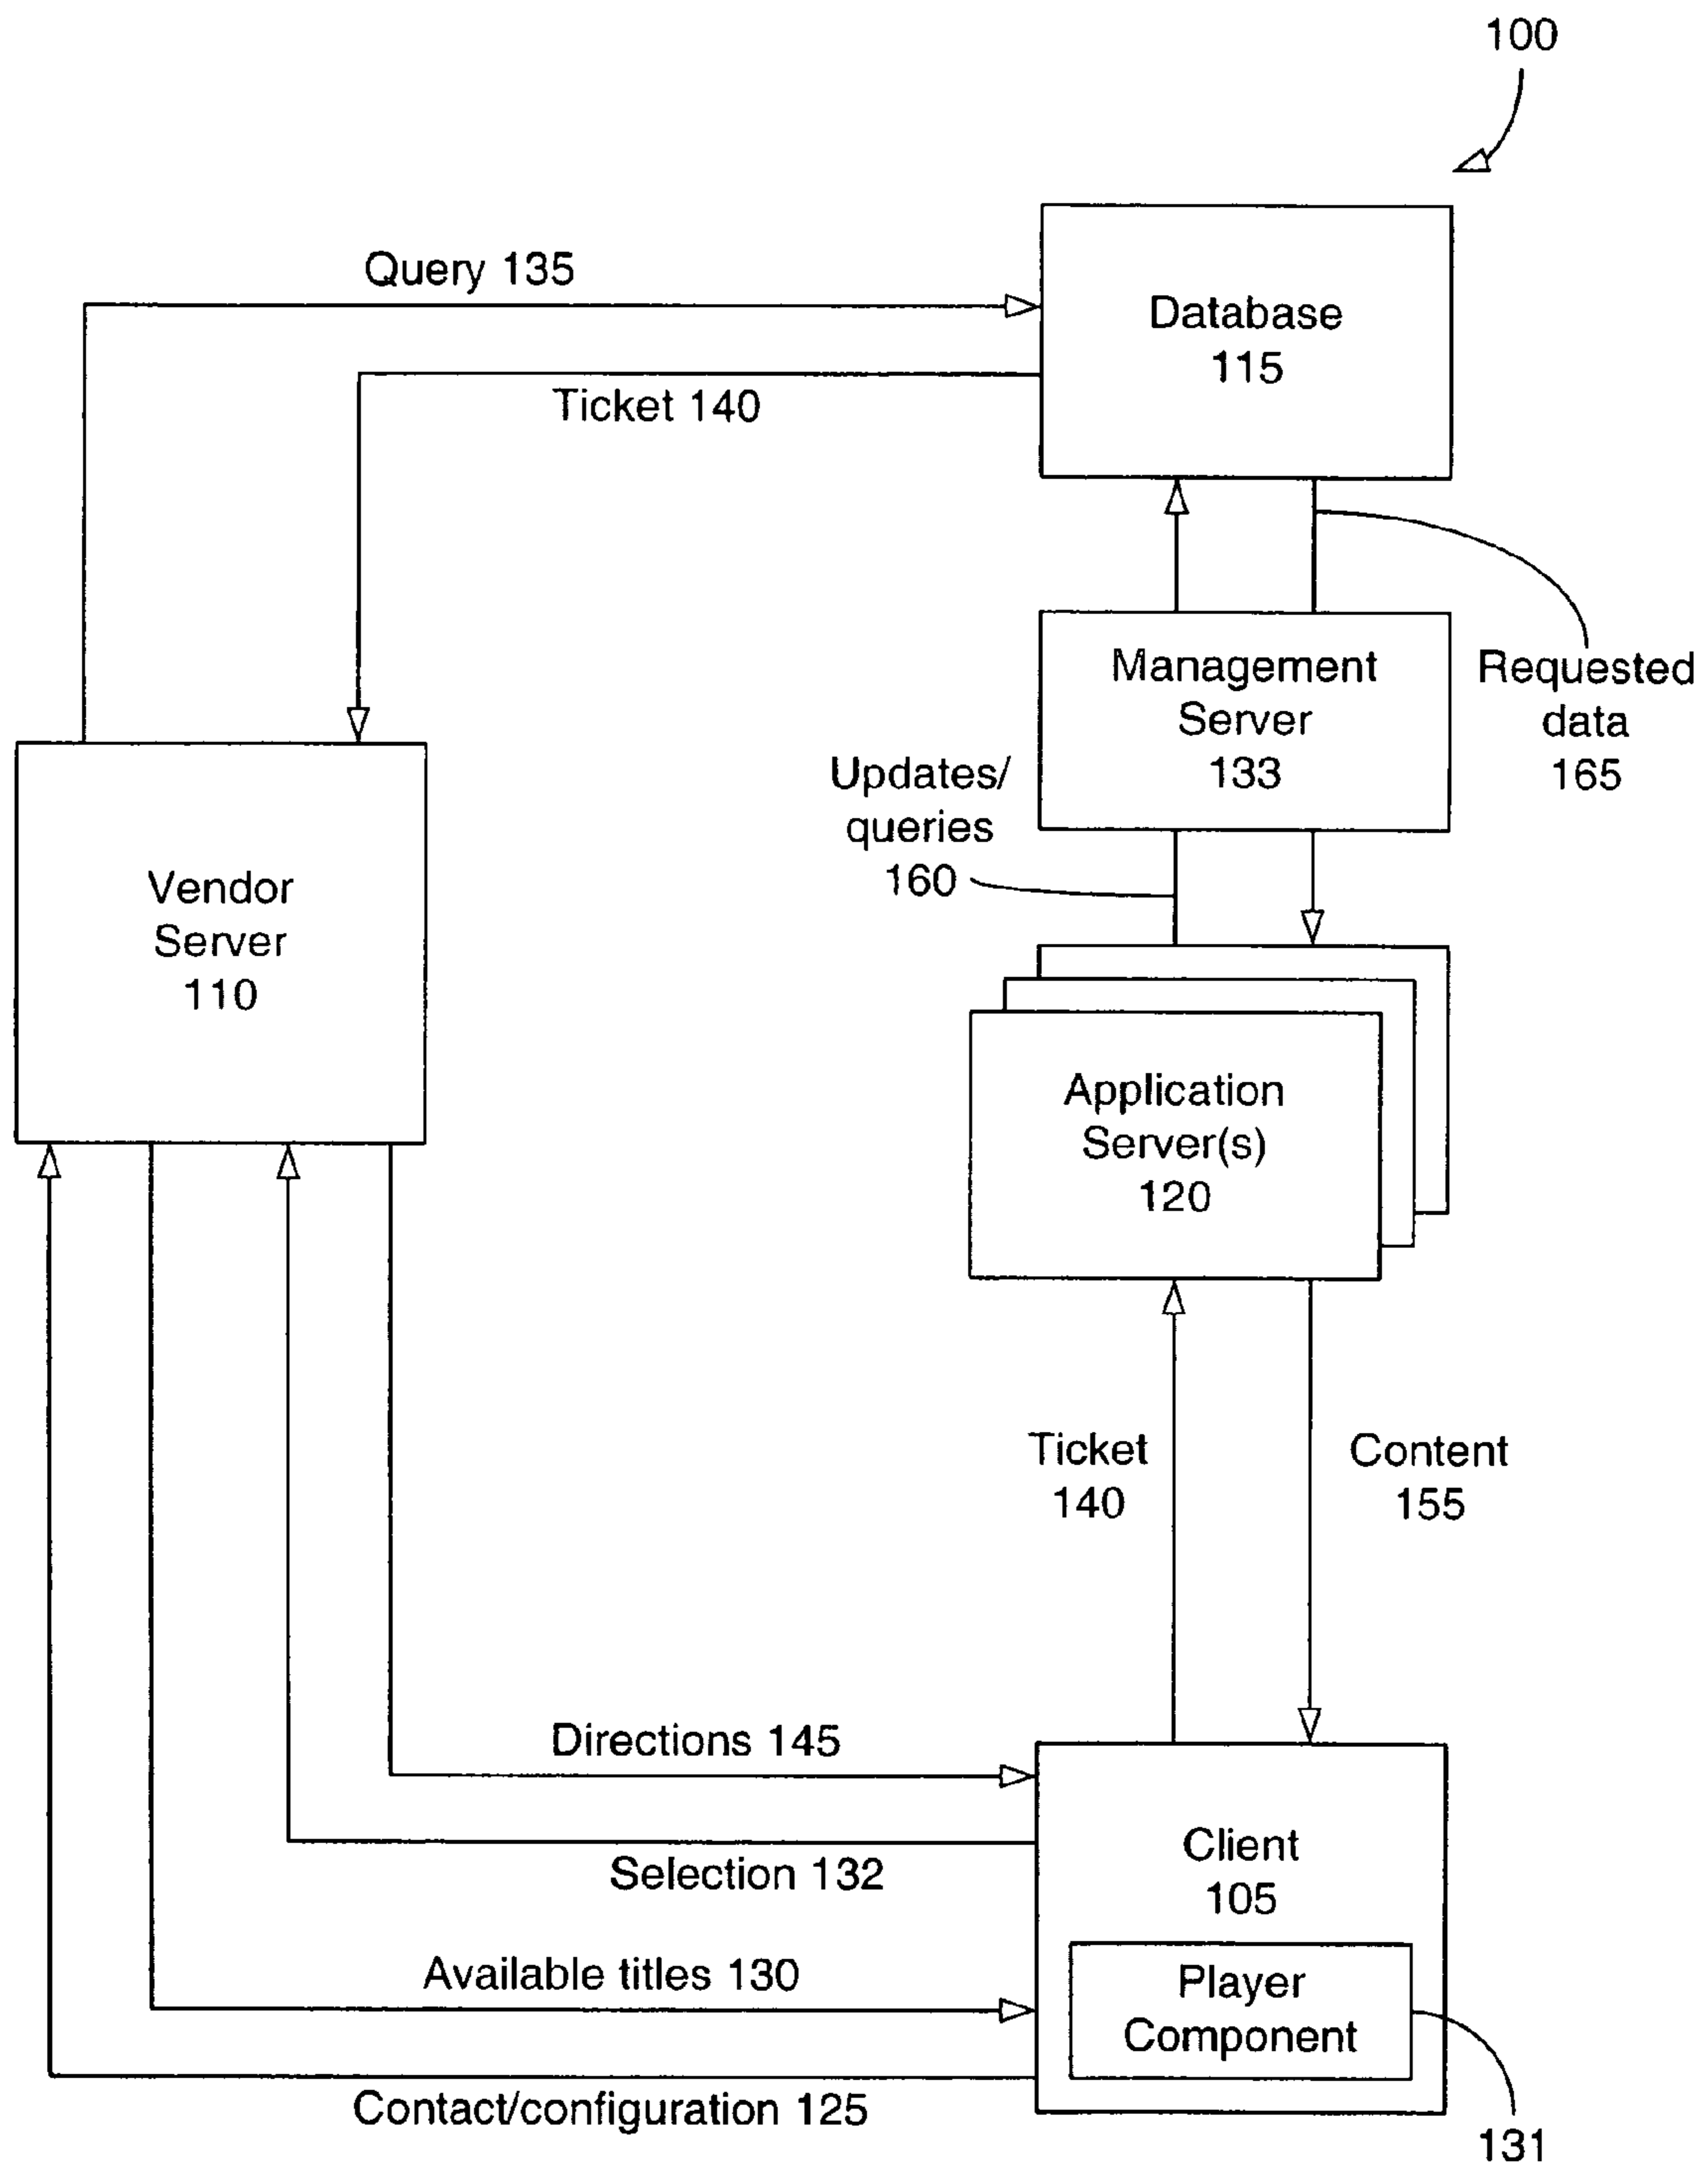 100
Query 135
Database
115
Ticket 140
Management
Server
133
Requested
data
165
Updates/
queries
160
Vendor
Server
110
Application
Server(s)
120
Ticket
140
Content
155
Directions 145
Selection 132
Client
105
Available titles 130
Player
Component
Contact/configuration 125
131